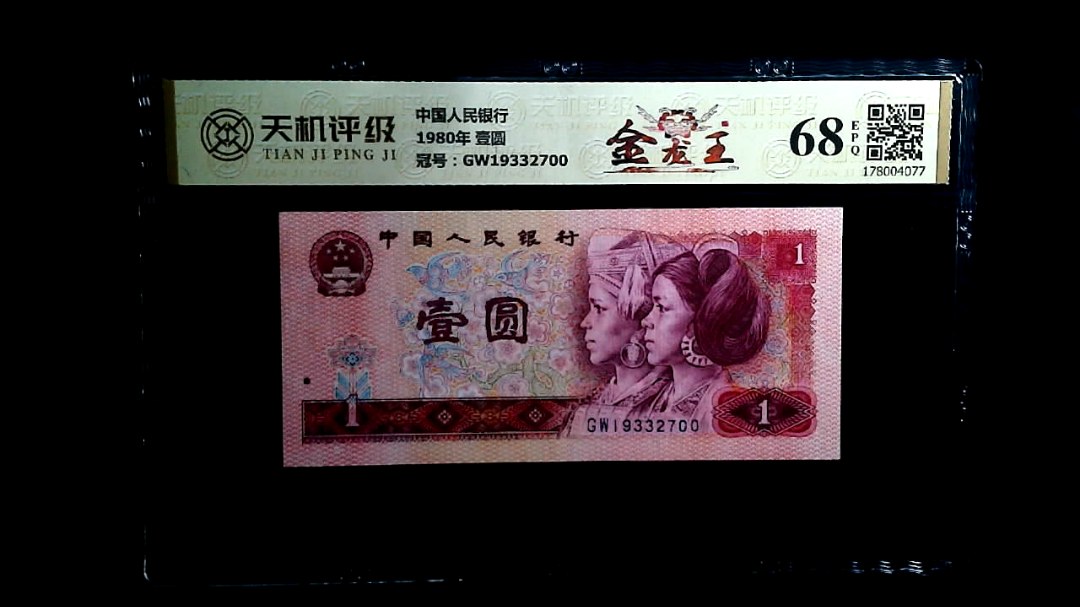 天机评级
TIAN JI PING JI
中国人民银行
1980年 壹圆
冠号：GW19332700
金龙王
68
EPQ
178004077
中国人民银行
1
壹圆
1
GW19332700
1